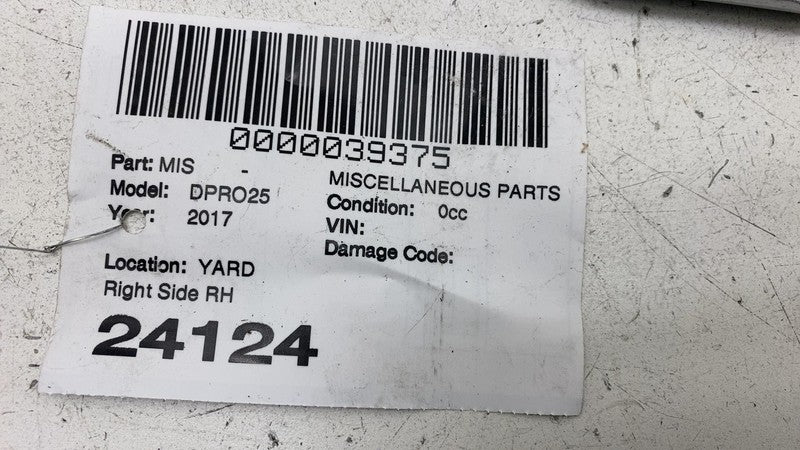 0000039375
Part: MIS - MISCELLANEOUS PARTS
Model: DPRO25 Condition: 0cc
Year: 2017 VIN:
Damage Code:
Location: YARD
Right Side RH
24124